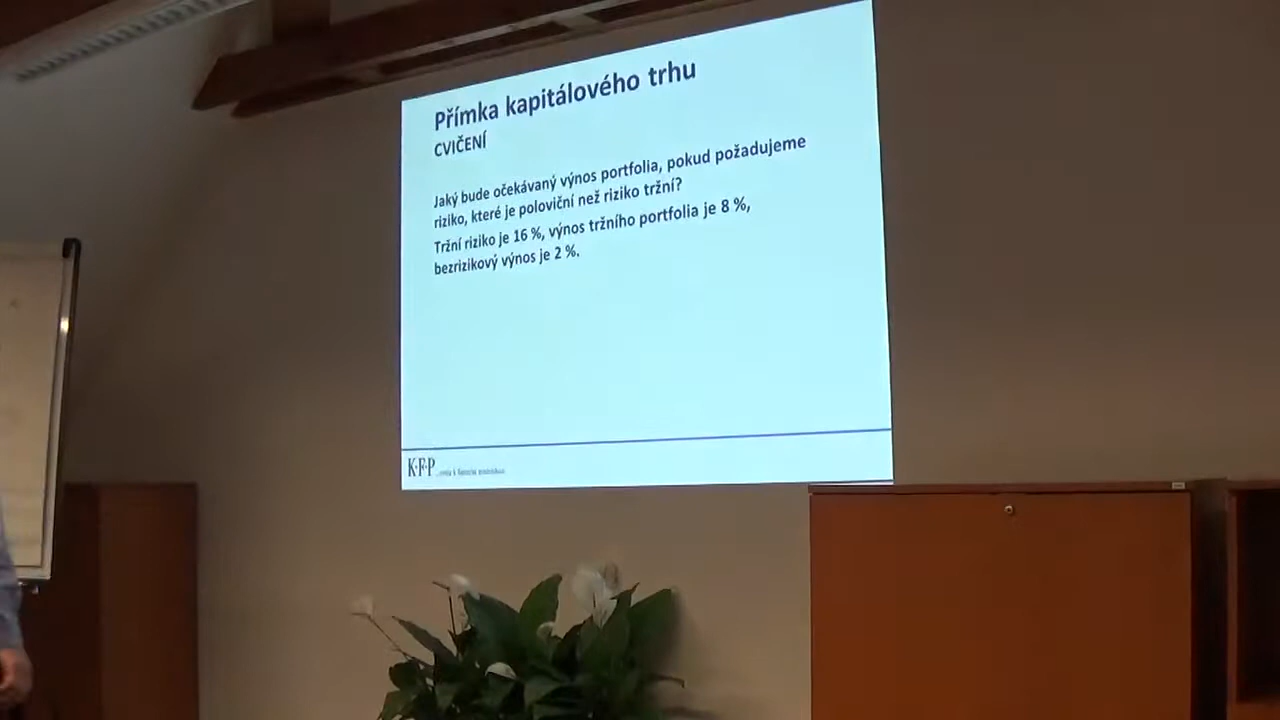 Přímka kapitálového trhu
CVIČENÍ
Jaký bude očekávaný výnos portfolia, pokud požadujeme
riziko, které je poloviční než riziko tržní?
Tržní riziko je 16 %, výnos tržního portfolia je 8 %,
bezrizikový výnos je 2 %.
K·F·P